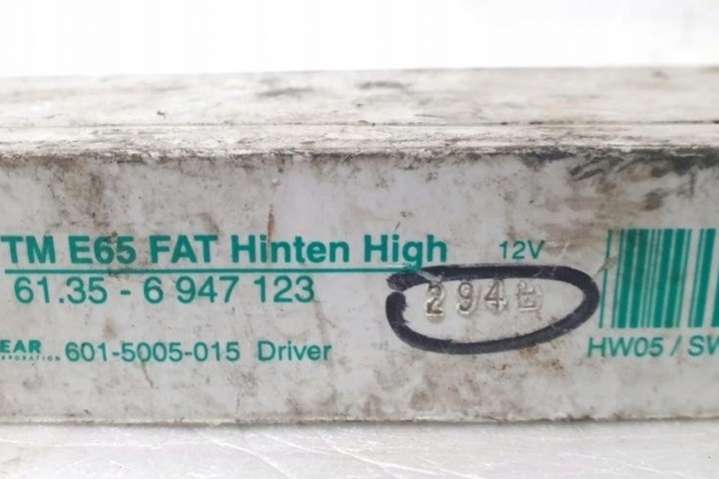 TM E65 FAT Hinten High 12V
61.35 - 6 947 123 294
EAR
CORPORATION 601-5005-015 Driver HW05 / SW